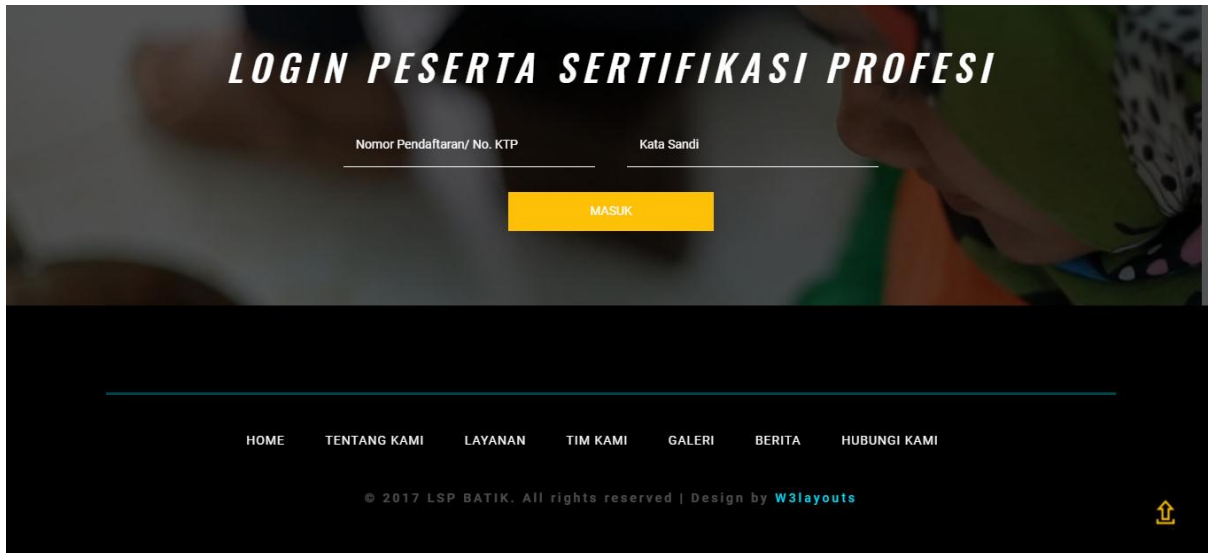 LOGIN PESERTA SERTIFIKASI PROFESI
Nomor Pendaftaran/ No. KTP Kata Sandi
MASUK
HOME TENTANG KAMI LAYANAN TIM KAMI GALERI BERITA HUBUNGI KAMI
© 2017 LSP BATIK. All rights reserved | Design by W3layouts